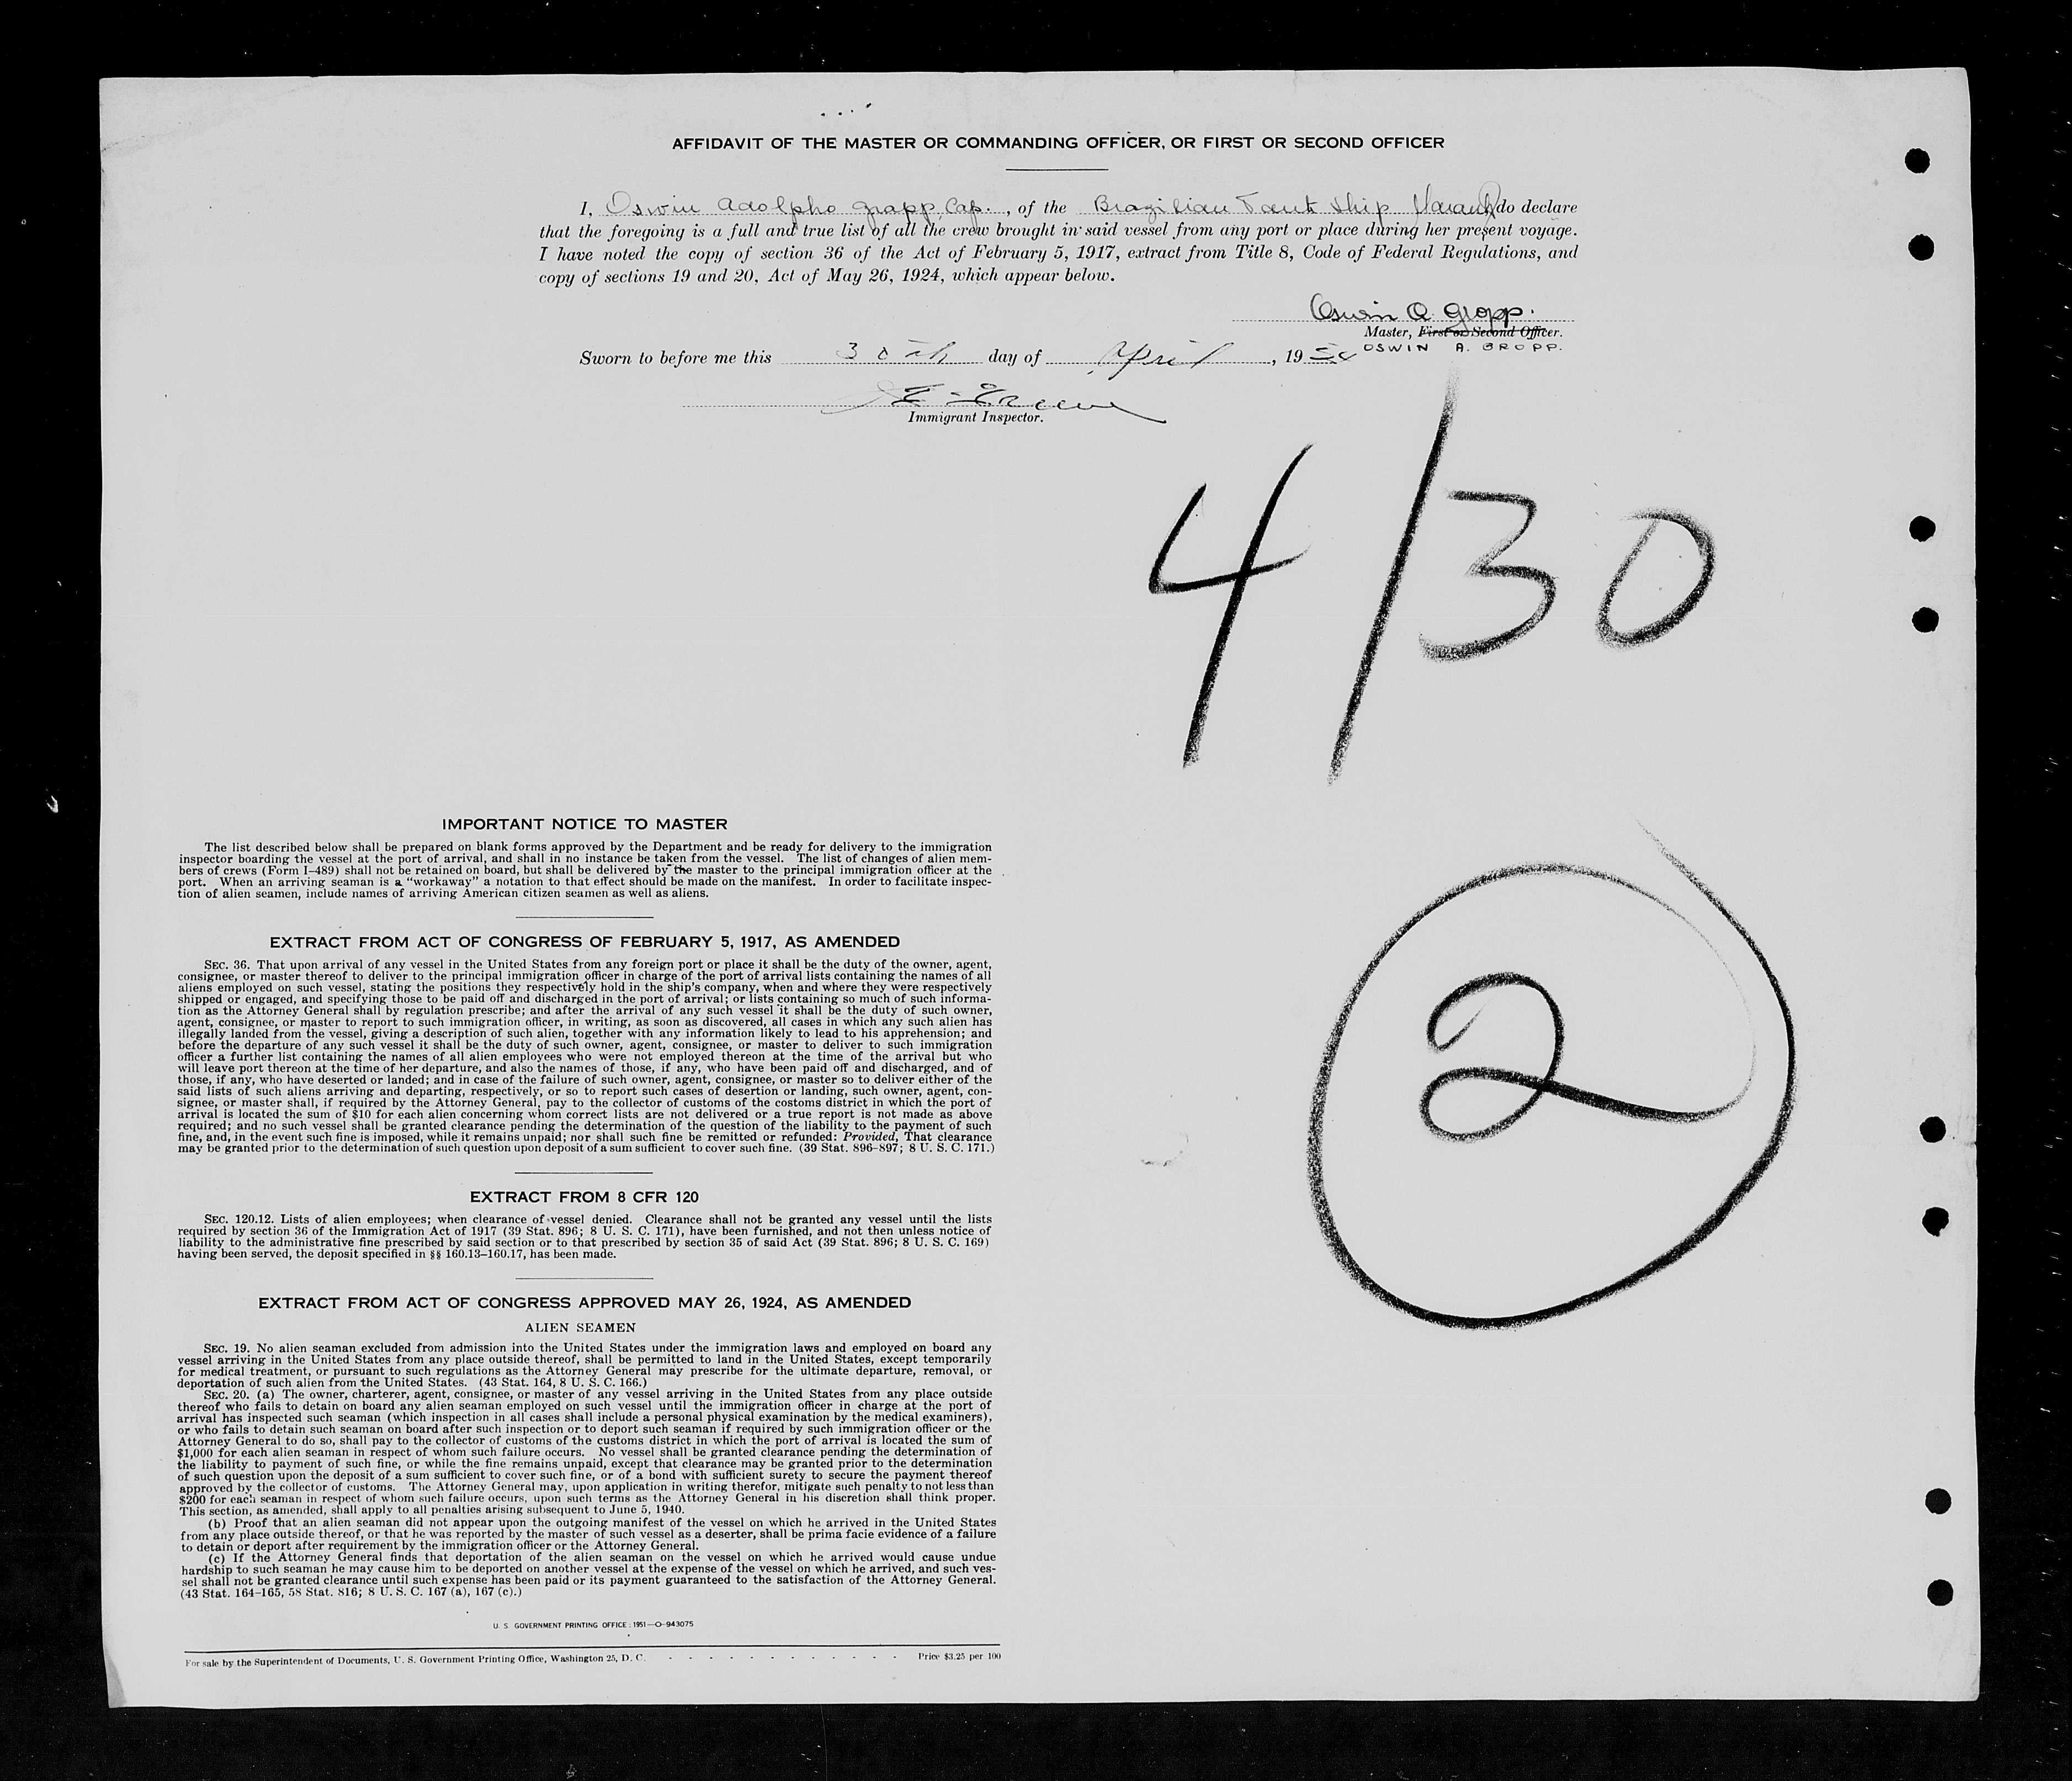 AFFIDAVIT OF THE MASTER OR COMMANDING OFFICER, OR FIRST OR SECOND OFFICER
I, Oswin Adolpho Gropp, Cap. , of the Brazilian Tank Ship do declare
that the foregoing is a full and true list of all the crew brought in said vessel from any port or place during her present voyage.
I have noted the copy of section 36 of the Act of February 5, 1917, extract from Title 8, Code of Federal Regulations, and
copy of sections 19 and 20, Act of May 26, 1924, which appear below.
Oswin A. Gropp.
Master, First or Second Officer.
OSWIN A. GROPP.
Sworn to before me this 30th day of April , 19
Immigrant Inspector.
4/30
2
IMPORTANT NOTICE TO MASTER
The list described below shall be prepared on blank forms approved by the Department and be ready for delivery to the immigration
inspector boarding the vessel at the port of arrival, and shall in no instance be taken from the vessel. The list of changes of alien mem-
bers of crews (Form I–489) shall not be retained on board, but shall be delivered by the master to the principal immigration officer at the
port. When an arriving seaman is a “workaway” a notation to that effect should be made on the manifest. In order to facilitate inspec-
tion of alien seamen, include names of arriving American citizen seamen as well as aliens.
EXTRACT FROM ACT OF CONGRESS OF FEBRUARY 5, 1917, AS AMENDED
SEC. 36. That upon arrival of any vessel in the United States from any foreign port or place it shall be the duty of the owner, agent,
consignee, or master thereof to deliver to the principal immigration officer in charge of the port of arrival lists containing the names of all
aliens employed on such vessel, stating the positions they respectively hold in the ship's company, when and where they were respectively
shipped or engaged, and specifying those to be paid off and discharged in the port of arrival; or lists containing so much of such informa-
tion as the Attorney General shall by regulation prescribe; and after the arrival of any such vessel it shall be the duty of such owner,
agent, consignee, or master to report to such immigration officer, in writing, as soon as discovered, all cases in which any such alien has
illegally landed from the vessel, giving a description of such alien, together with any information likely to lead to his apprehension; and
before the departure of any such vessel it shall be the duty of such owner, agent, consignee, or master to deliver to such immigration
officer a further list containing the names of all alien employees who were not employed thereon at the time of the arrival but who
will leave port thereon at the time of her departure, and also the names of those, if any, who have been paid off and discharged, and of
those, if any, who have deserted or landed; and in case of the failure of such owner, agent, consignee, or master so to deliver either of the
said lists of such aliens arriving and departing, respectively, or so to report such cases of desertion or landing, such owner, agent, con-
signee, or master shall, if required by the Attorney General, pay to the collector of customs of the customs district in which the port of
arrival is located the sum of $10 for each alien concerning whom correct lists are not delivered or a true report is not made as above
required; and no such vessel shall be granted clearance pending the determination of the question of the liability to the payment of such
fine, and, in the event such fine is imposed, while it remains unpaid; nor shall such fine be remitted or refunded: Provided, That clearance
may be granted prior to the determination of such question upon deposit of a sum sufficient to cover such fine. (39 Stat. 896–897; 8 U. S. C. 171.)
EXTRACT FROM 8 CFR 120
SEC. 120.12. Lists of alien employees; when clearance of vessel denied. Clearance shall not be granted any vessel until the lists
required by section 36 of the Immigration Act of 1917 (39 Stat. 896; 8 U. S. C. 171), have been furnished, and not then unless notice of
liability to the administrative fine prescribed by said section or to that prescribed by section 35 of said Act (39 Stat. 896; 8 U. S. C. 169)
having been served, the deposit specified in §§ 160.13–160.17, has been made.
EXTRACT FROM ACT OF CONGRESS APPROVED MAY 26, 1924, AS AMENDED
ALIEN SEAMEN
SEC. 19. No alien seaman excluded from admission into the United States under the immigration laws and employed on board any
vessel arriving in the United States from any place outside thereof, shall be permitted to land in the United States, except temporarily
for medical treatment, or pursuant to such regulations as the Attorney General may prescribe for the ultimate departure, removal, or
deportation of such alien from the United States. (43 Stat. 164, 8 U. S. C. 166.)
SEC. 20. (a) The owner, charterer, agent, consignee, or master of any vessel arriving in the United States from any place outside
thereof who fails to detain on board any alien seaman employed on such vessel until the immigration officer in charge at the port of
arrival has inspected such seaman (which inspection in all cases shall include a personal physical examination by the medical examiners),
or who fails to detain such seaman on board after such inspection or to deport such seaman if required by such immigration officer or the
Attorney General to do so, shall pay to the collector of customs of the customs district in which the port of arrival is located the sum of
$1,000 for each alien seaman in respect of whom such failure occurs. No vessel shall be granted clearance pending the determination of
the liability to payment of such fine, or while the fine remains unpaid, except that clearance may be granted prior to the determination
of such question upon the deposit of a sum sufficient to cover such fine, or of a bond with sufficient surety to secure the payment thereof
approved by the collector of customs. The Attorney General may, upon application in writing therefor, mitigate such penalty to not less than
$200 for each seaman in respect of whom such failure occurs, upon such terms as the Attorney General in his discretion shall think proper.
This section, as amended, shall apply to all penalties arising subsequent to June 5, 1940.
(b) Proof that an alien seaman did not appear upon the outgoing manifest of the vessel on which he arrived in the United States
from any place outside thereof, or that he was reported by the master of such vessel as a deserter, shall be prima facie evidence of a failure
to detain or deport after requirement by the immigration officer or the Attorney General.
(c) If the Attorney General finds that deportation of the alien seaman on the vessel on which he arrived would cause undue
hardship to such seaman he may cause him to be deported on another vessel at the expense of the vessel on which he arrived, and such ves-
sel shall not be granted clearance until such expense has been paid or its payment guaranteed to the satisfaction of the Attorney General.
(43 Stat. 164–165, 58 Stat. 816; 8 U. S. C. 167 (a), 167 (c).)
U. S. GOVERNMENT PRINTING OFFICE : 1951—O–943075
For sale by the Superintendent of Documents, U. S. Government Printing Office, Washington 25, D. C. - - - - - - - - - - - - Price $3.25 per 100